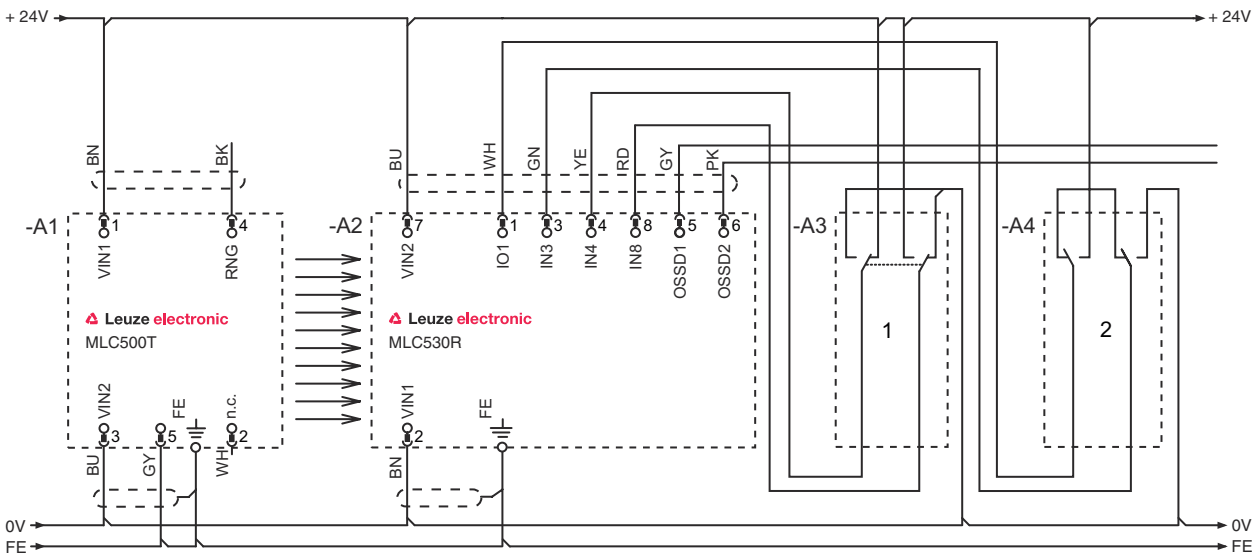 + 24V
+ 24V
BN
BK
BU
WH
GN
YE
RD
GY
PK
-A1
1
4
-A2
7
1
3
4
8
5
6
-A3
-A4
VIN1
RNG
VIN2
IO1
IN3
IN4
IN8
OSSD1
OSSD2
Leuze electronic
MLC500T
Leuze electronic
MLC530R
1
2
VIN2
FE
n.c.
VIN1
FE
3
5
2
2
BU
GY
WH
BN
0V
0V
FE
FE